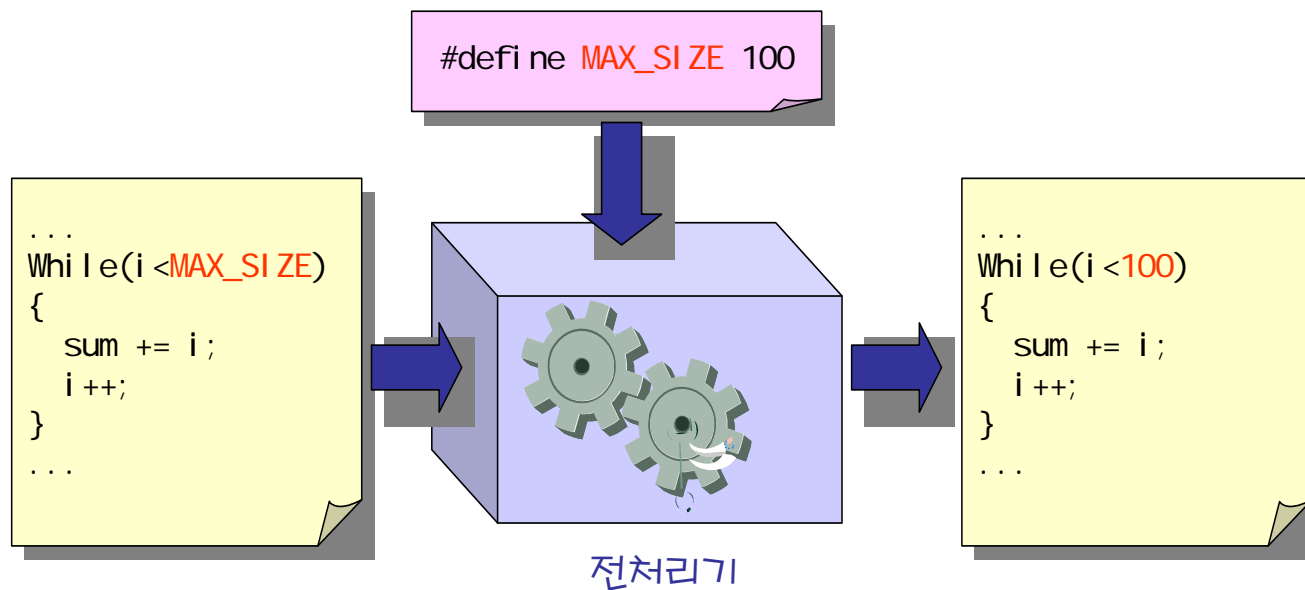 #define MAX_SIZE 100
...
While(i<MAX_SIZE)
{
sum += i;
i++;
}
...
...
While(i<100)
{
sum += i;
i++;
}
...
전처리기